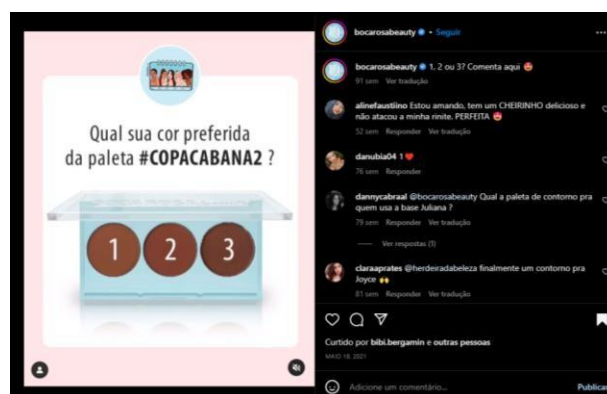 Qual sua cor preferida
da paleta #COPACABANA2 ?
1 2 3
bocarosabeauty • Seguir
bocarosabeauty 1, 2 ou 3? Comenta aqui
91 sem Ver tradução
alinefaustiino Estou amando, tem um CHEIRINHO delicioso e
não atacou a minha rinite. PERFEITA
52 sem Responder Ver tradução
danubia04 1
76 sem Responder
dannycabraal @bocarosabeauty Qual a paleta de contorno pra
quem usa a base Juliana ?
79 sem Responder Ver tradução
Ver respostas (1)
claraaprates @herdeiradabeleza finalmente um contorno pra
Joyce
81 sem Responder Ver tradução
Curtido por bibi.bergamin e outras pessoas
MAIO 18, 2021
Adicione um comentário... Publicar